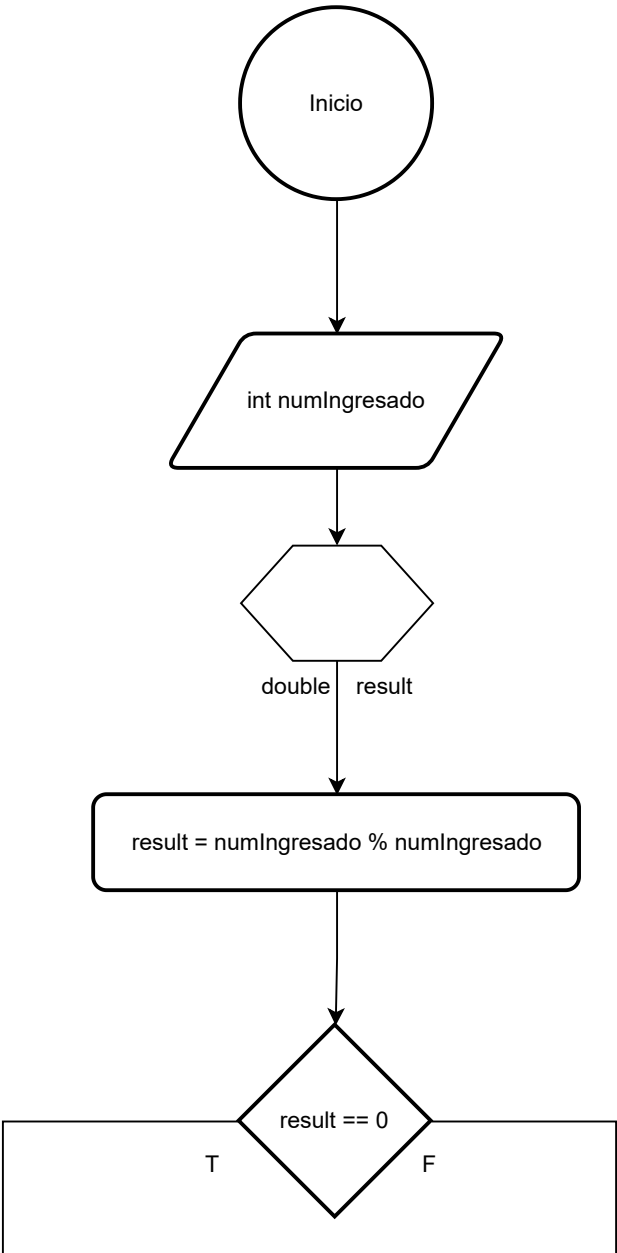 Inicio
int numIngresado
double result
result = numIngresado % numIngresado
result == 0
T F